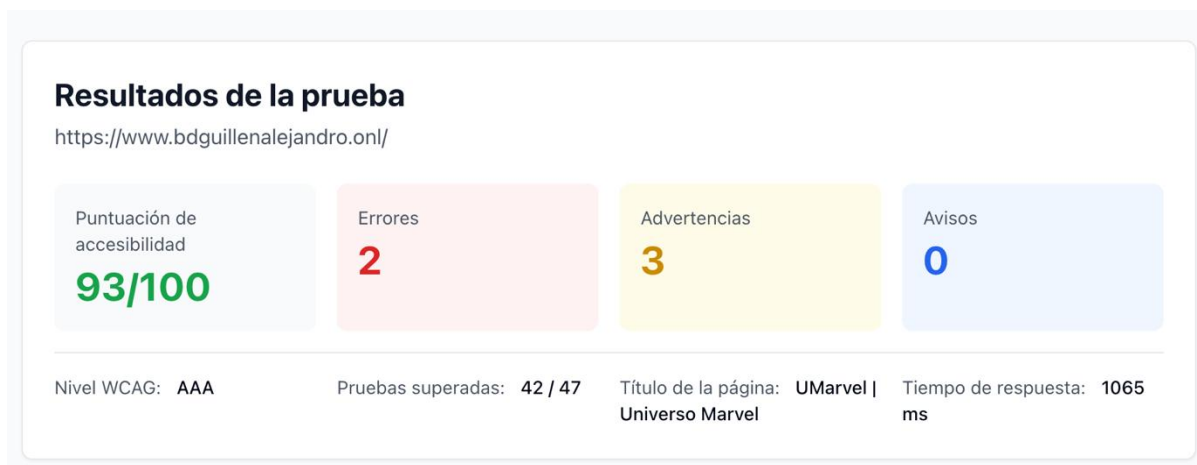 Resultados de la prueba
https://www.bdguillenalejandro.onl/
Puntuación de
accesibilidad
93/100
Errores
2
Advertencias
3
Avisos
0
Nivel WCAG: AAA
Pruebas superadas: 42 / 47
Título de la página: UMarvel |
Universo Marvel
Tiempo de respuesta: 1065
ms